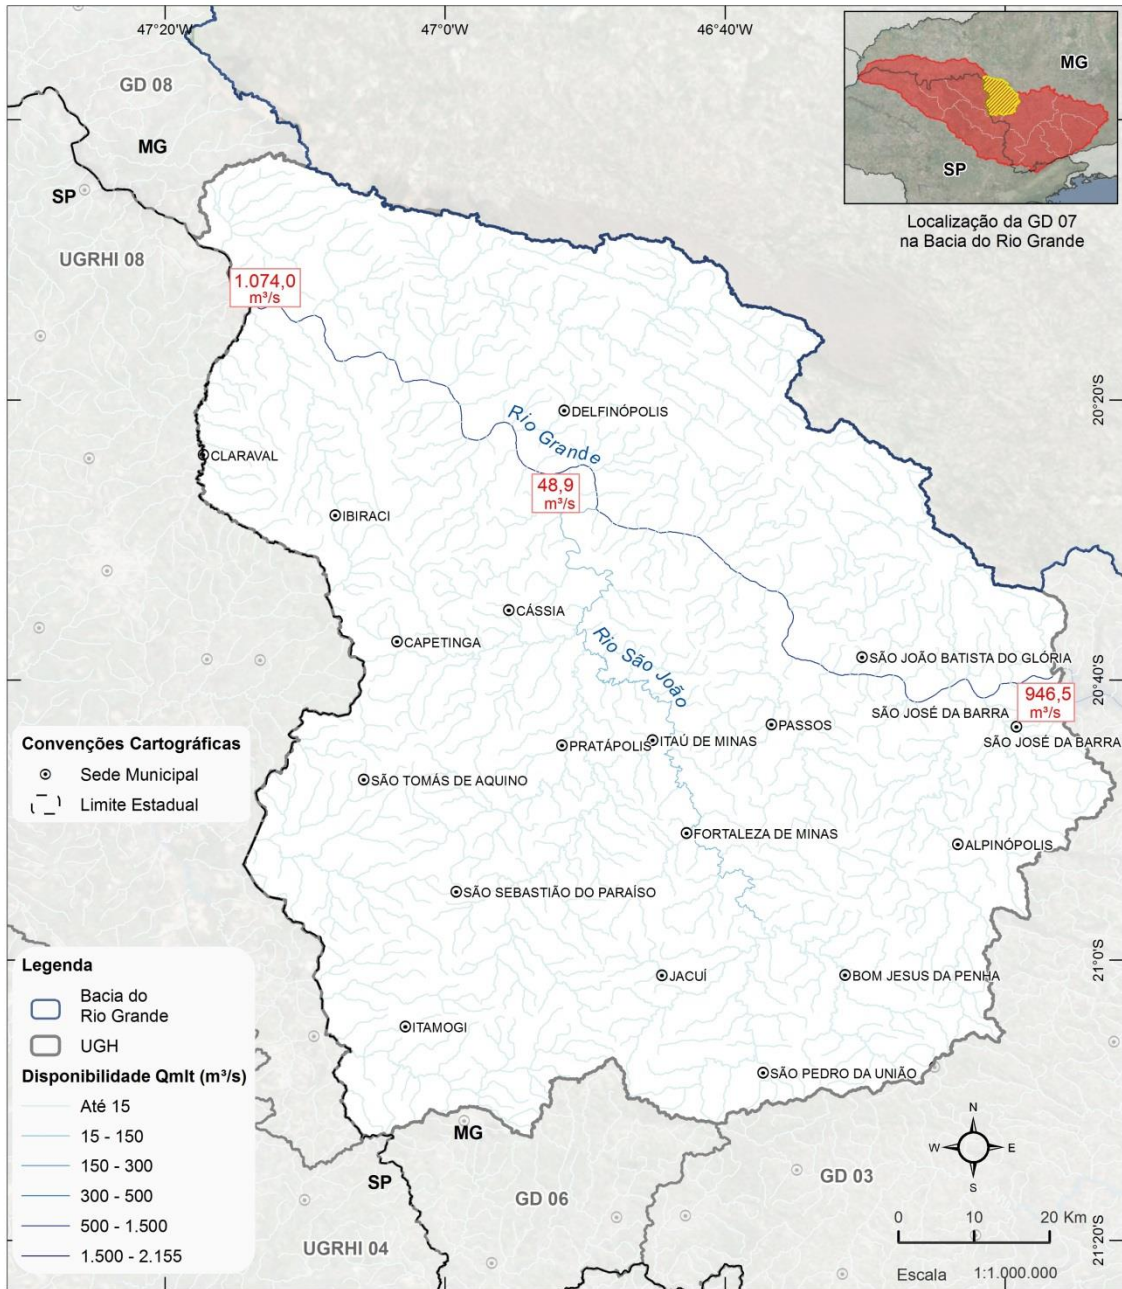 47°20'W
47°0'W
46°40'W
GD 08
MG
SP
UGRHI 08
MG
SP
Localização da GD 07
na Bacia do Rio Grande
1.074,0
m³/s
20°20'S
DELFINÓPOLIS
Rio Grande
CLARAVAL
48,9
m³/s
IBIRACI
CÁSSIA
CAPETINGA
Rio São João
SÃO JOÃO BATISTA DO GLÓRIA
20°40'S
946,5
m³/s
SÃO JOSÉ DA BARRA
SÃO JOSÉ DA BARRA
PASSOS
ITAÚ DE MINAS
PRATÁPOLIS
Convenções Cartográficas
Sede Municipal
Limite Estadual
SÃO TOMÁS DE AQUINO
FORTALEZA DE MINAS
ALPINÓPOLIS
SÃO SEBASTIÃO DO PARAÍSO
21°0'S
JACUÍ
BOM JESUS DA PENHA
ITAMOGI
SÃO PEDRO DA UNIÃO
Legenda
Bacia do
Rio Grande
UGH
Disponibilidade Qmlt (m³/s)
Até 15
15 - 150
150 - 300
300 - 500
500 - 1.500
1.500 - 2.155
MG
SP
GD 06
GD 03
UGRHI 04
N
W
E
S
0 10 20 Km
21°20'S
Escala 1:1.000.000